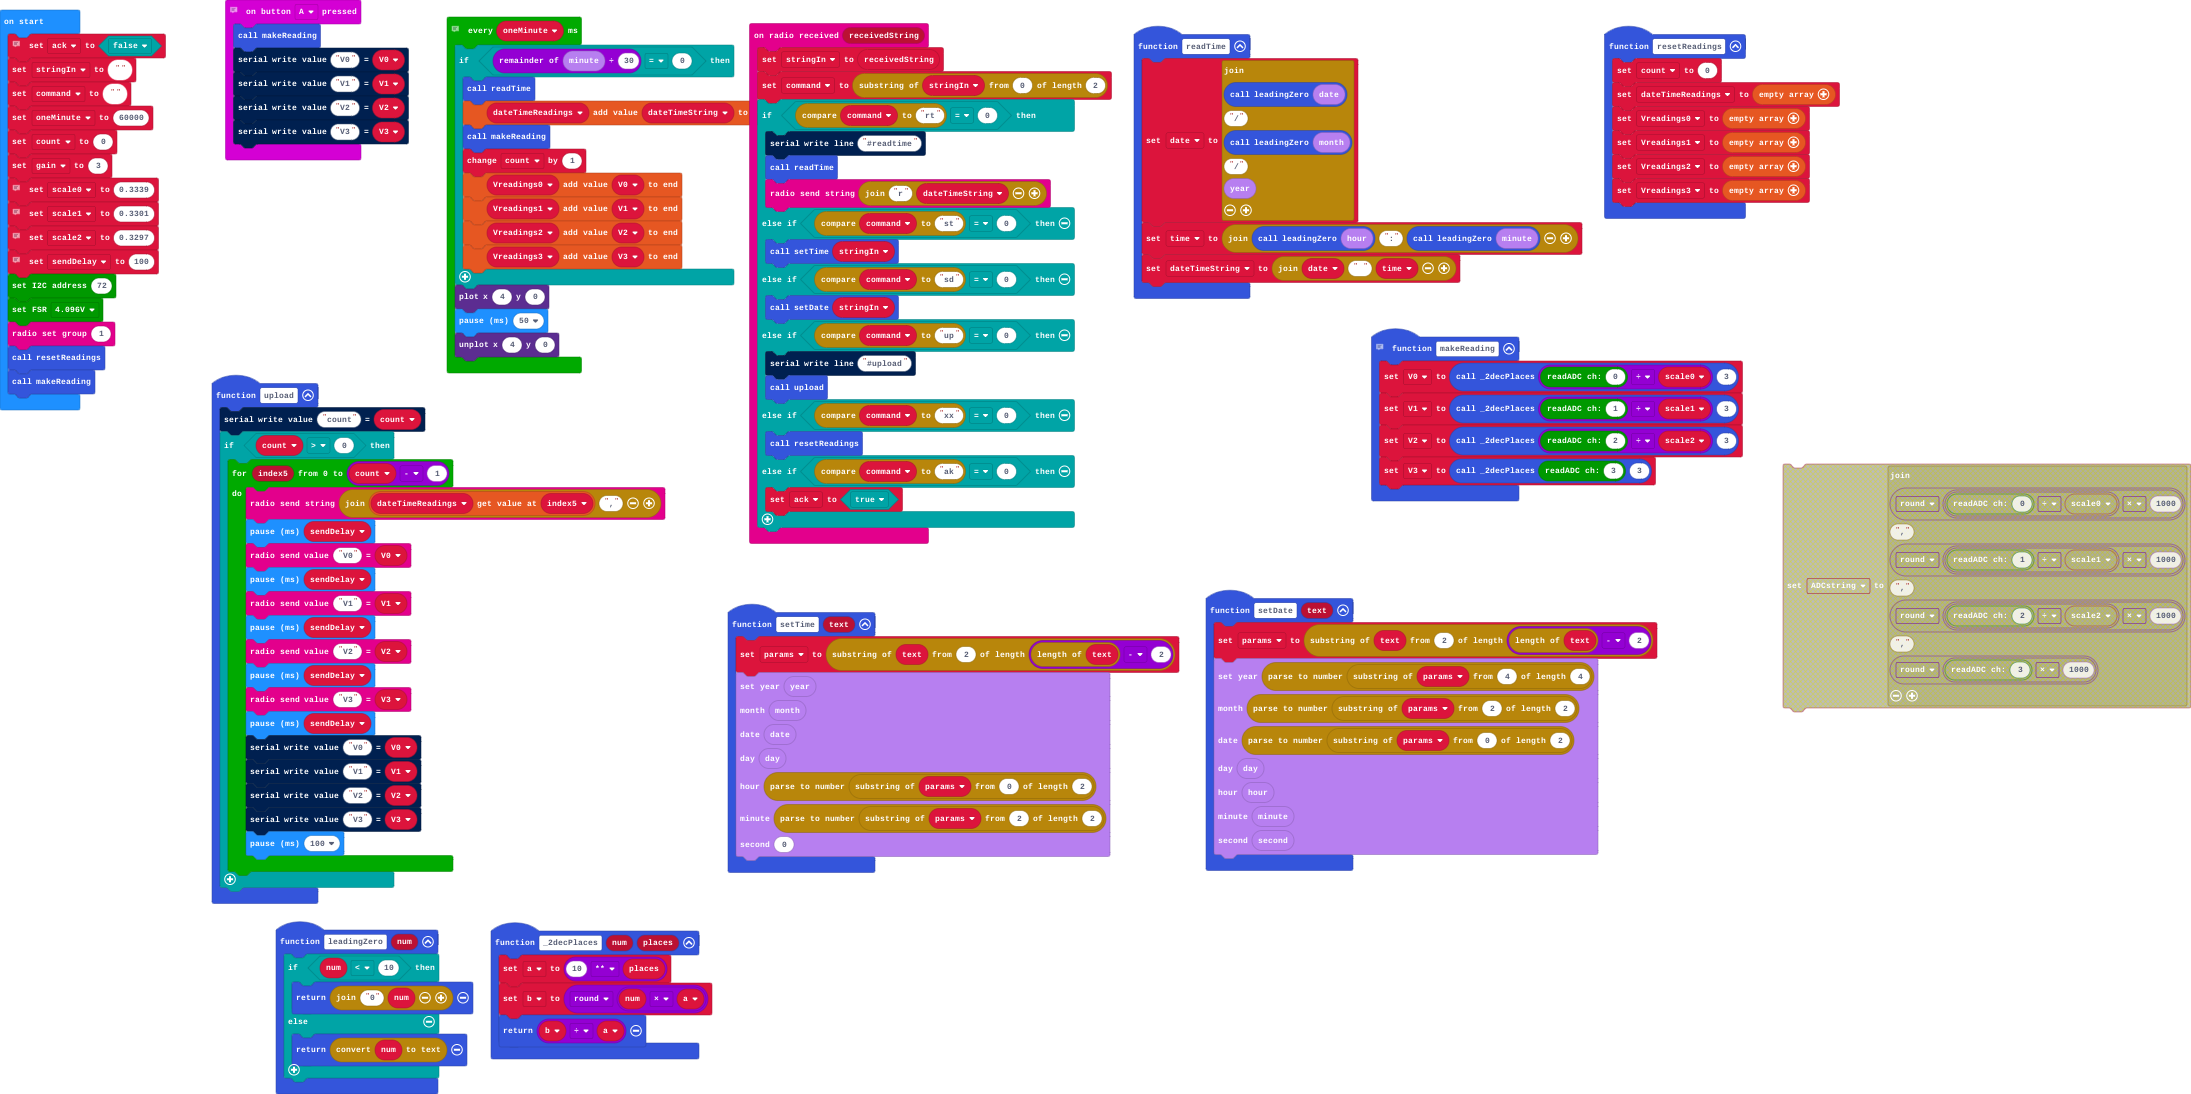 on start
set ack to false
set stringIn to ""
set command to ""
set oneMinute to 60000
set count to 0
set gain to 3
set scale0 to 0.3339
set scale1 to 0.3301
set scale2 to 0.3297
set sendDelay to 100
set I2C address 72
set FSR 4.096V
radio set group 1
call resetReadings
call makeReading
on button A pressed
call makeReading
serial write value "V0" = V0
serial write value "V1" = V1
serial write value "V2" = V2
serial write value "V3" = V3
every oneMinute ms
if remainder of minute ÷ 30 = 0 then
call readTime
dateTimeReadings add value dateTimeString to
call makeReading
change count by 1
Vreadings0 add value V0 to end
Vreadings1 add value V1 to end
Vreadings2 add value V2 to end
Vreadings3 add value V3 to end
plot x 4 y 0
pause (ms) 50
unplot x 4 y 0
on radio received receivedString
set stringIn to receivedString
set command to substring of stringIn from 0 of length 2
if compare command to "rt" = 0 then
serial write line "#readtime"
call readTime
radio send string join "r" dateTimeString
else if compare command to "st" = 0 then
call setTime stringIn
else if compare command to "sd" = 0 then
call setDate stringIn
else if compare command to "up" = 0 then
serial write line "#upload"
call upload
else if compare command to "xx" = 0 then
call resetReadings
else if compare command to "ak" = 0 then
set ack to true
function readTime
set date to join
call leadingZero date
"/"
call leadingZero month
"/"
year
set time to join call leadingZero hour ":" call leadingZero minute
set dateTimeString to join date " " time
function resetReadings
set count to 0
set dateTimeReadings to empty array
set Vreadings0 to empty array
set Vreadings1 to empty array
set Vreadings2 to empty array
set Vreadings3 to empty array
function makeReading
set V0 to call _2decPlaces readADC ch: 0 ÷ scale0 3
set V1 to call _2decPlaces readADC ch: 1 ÷ scale1 3
set V2 to call _2decPlaces readADC ch: 2 ÷ scale2 3
set V3 to call _2decPlaces readADC ch: 3 3
function upload
serial write value "count" = count
if count > 0 then
for index5 from 0 to count - 1
do
radio send string join dateTimeReadings get value at index5 ","
pause (ms) sendDelay
radio send value "V0" = V0
pause (ms) sendDelay
radio send value "V1" = V1
pause (ms) sendDelay
radio send value "V2" = V2
pause (ms) sendDelay
radio send value "V3" = V3
pause (ms) sendDelay
serial write value "V0" = V0
serial write value "V1" = V1
serial write value "V2" = V2
serial write value "V3" = V3
pause (ms) 100
set ADCstring to join
round readADC ch: 0 ÷ scale0 × 1000
","
round readADC ch: 1 ÷ scale1 × 1000
","
round readADC ch: 2 ÷ scale2 × 1000
","
round readADC ch: 3 × 1000
function setTime text
set params to substring of text from 2 of length length of text - 2
set year year
month month
date date
day day
hour parse to number substring of params from 0 of length 2
minute parse to number substring of params from 2 of length 2
second 0
function setDate text
set params to substring of text from 2 of length length of text - 2
set year parse to number substring of params from 4 of length 4
month parse to number substring of params from 2 of length 2
date parse to number substring of params from 0 of length 2
day day
hour hour
minute minute
second second
function leadingZero num
if num < 10 then
return join "0" num
else
return convert num to text
function _2decPlaces num places
set a to 10 ** places
set b to round num × a
return b ÷ a